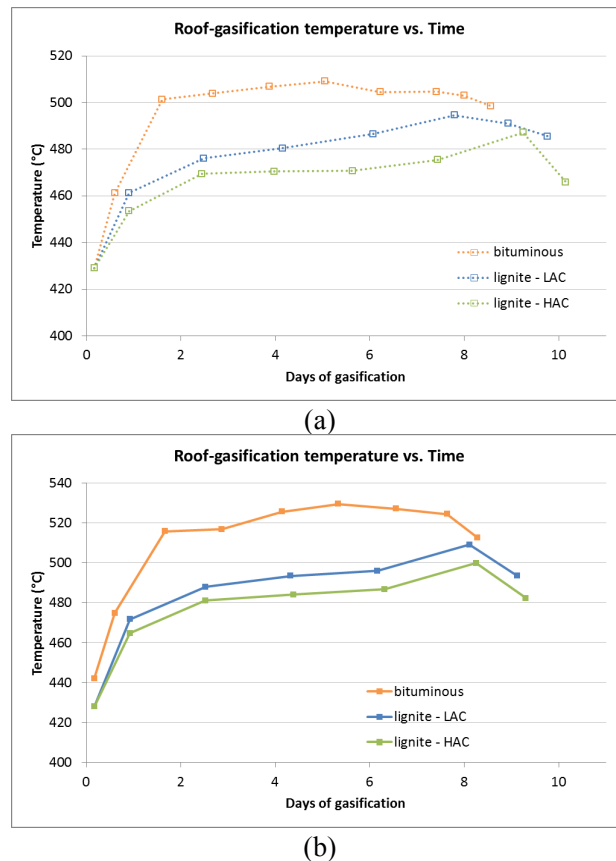 Roof-gasification temperature vs. Time
520
500
480
460
440
420
400
Temperature (°C)
bituminous
lignite - LAC
lignite - HAC
0 2 4 6 8 10
Days of gasification
(a)
Roof-gasification temperature vs. Time
540
520
500
480
460
440
420
400
Temperature (°C)
bituminous
lignite - LAC
lignite - HAC
0 2 4 6 8 10
Days of gasification
(b)